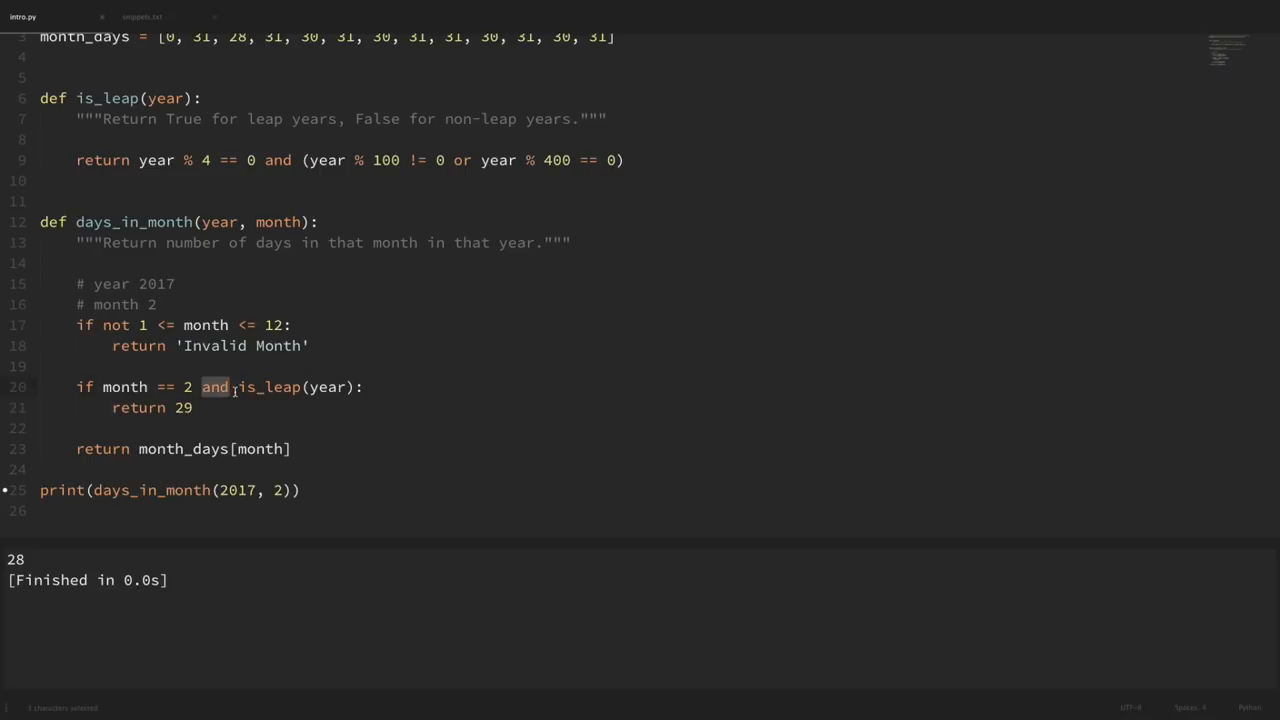 intro.py × snippets.txt ×
3 month_days = [0, 31, 28, 31, 30, 31, 30, 31, 31, 30, 31, 30, 31]
4
5
6 def is_leap(year):
7 """Return True for leap years, False for non-leap years."""
8
9 return year % 4 == 0 and (year % 100 != 0 or year % 400 == 0)
10
11
12 def days_in_month(year, month):
13 """Return number of days in that month in that year."""
14
15 # year 2017
16 # month 2
17 if not 1 <= month <= 12:
18 return 'Invalid Month'
19
20 if month == 2 and is_leap(year):
21 return 29
22
23 return month_days[month]
24
25 print(days_in_month(2017, 2))
26
28
[Finished in 0.0s]
3 characters selected UTF-8 Spaces: 4 Python